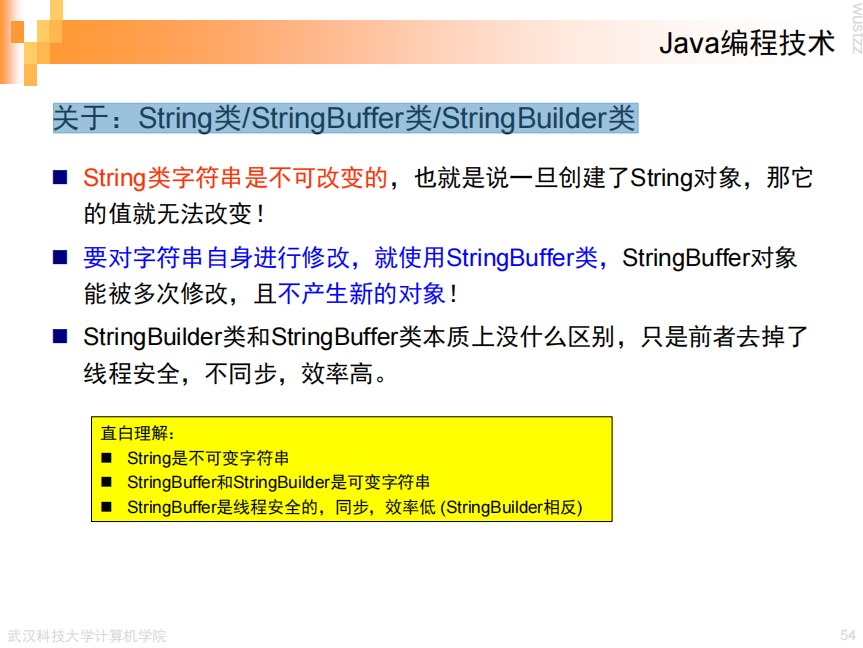 Java编程技术
wustzz
关于：String类/StringBuffer类/StringBuilder类
String类字符串是不可改变的，也就是说一旦创建了String对象，那它
的值就无法改变！
要对字符串自身进行修改，就使用StringBuffer类，StringBuffer对象
能被多次修改，且不产生新的对象！
StringBuilder类和StringBuffer类本质上没什么区别，只是前者去掉了
线程安全，不同步，效率高。
直白理解：
String是不可变字符串
StringBuffer和StringBuilder是可变字符串
StringBuffer是线程安全的，同步，效率低 (StringBuilder相反)
武汉科技大学计算机学院
54